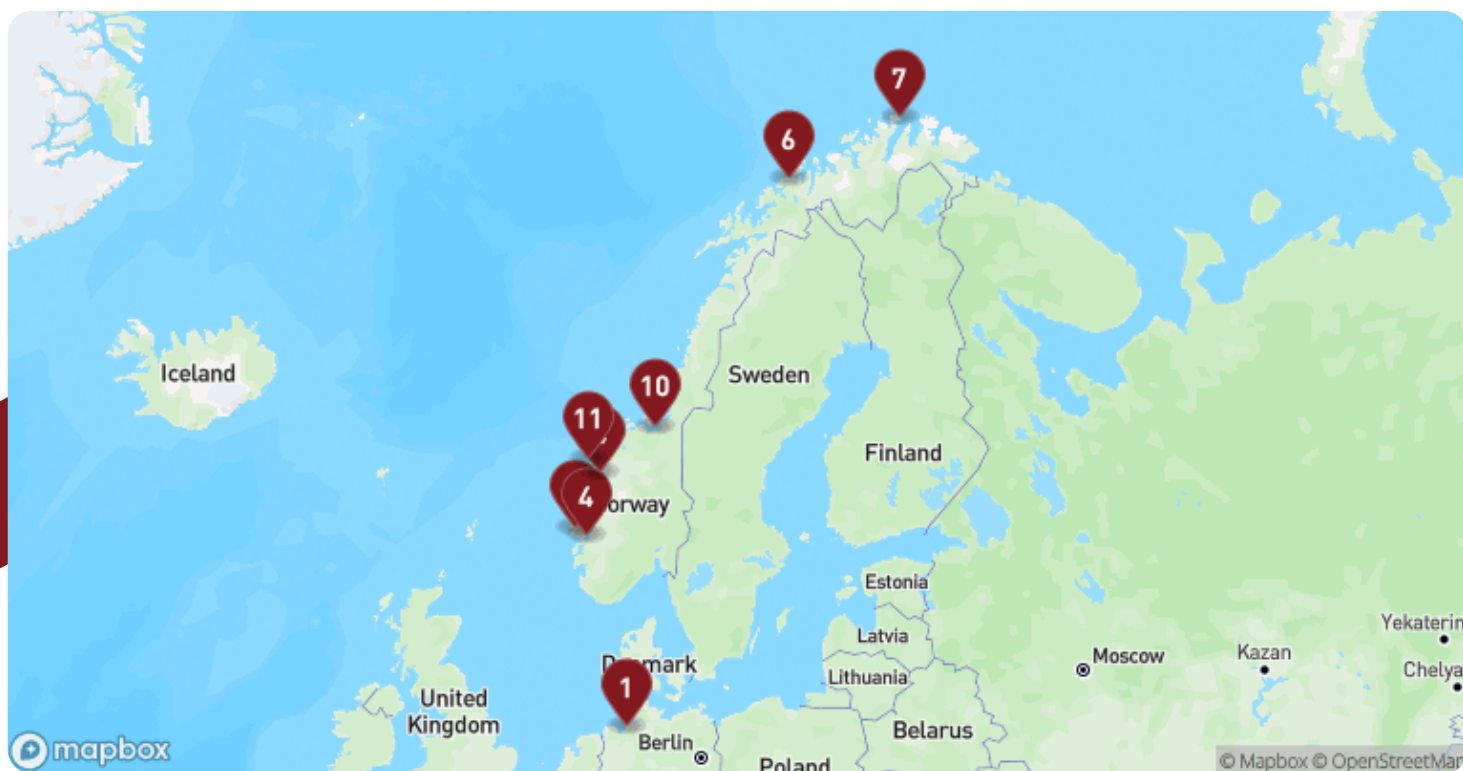 7
6
Iceland
Sweden
10
11
Finland
4
orway
Estonia
Latvia
Lithuania
Yekaterin
Moscow
Kazan
Chelya
Denmark
1
United
Kingdom
Belarus
Berlin
Poland
mapbox
© Mapbox © OpenStreetMap